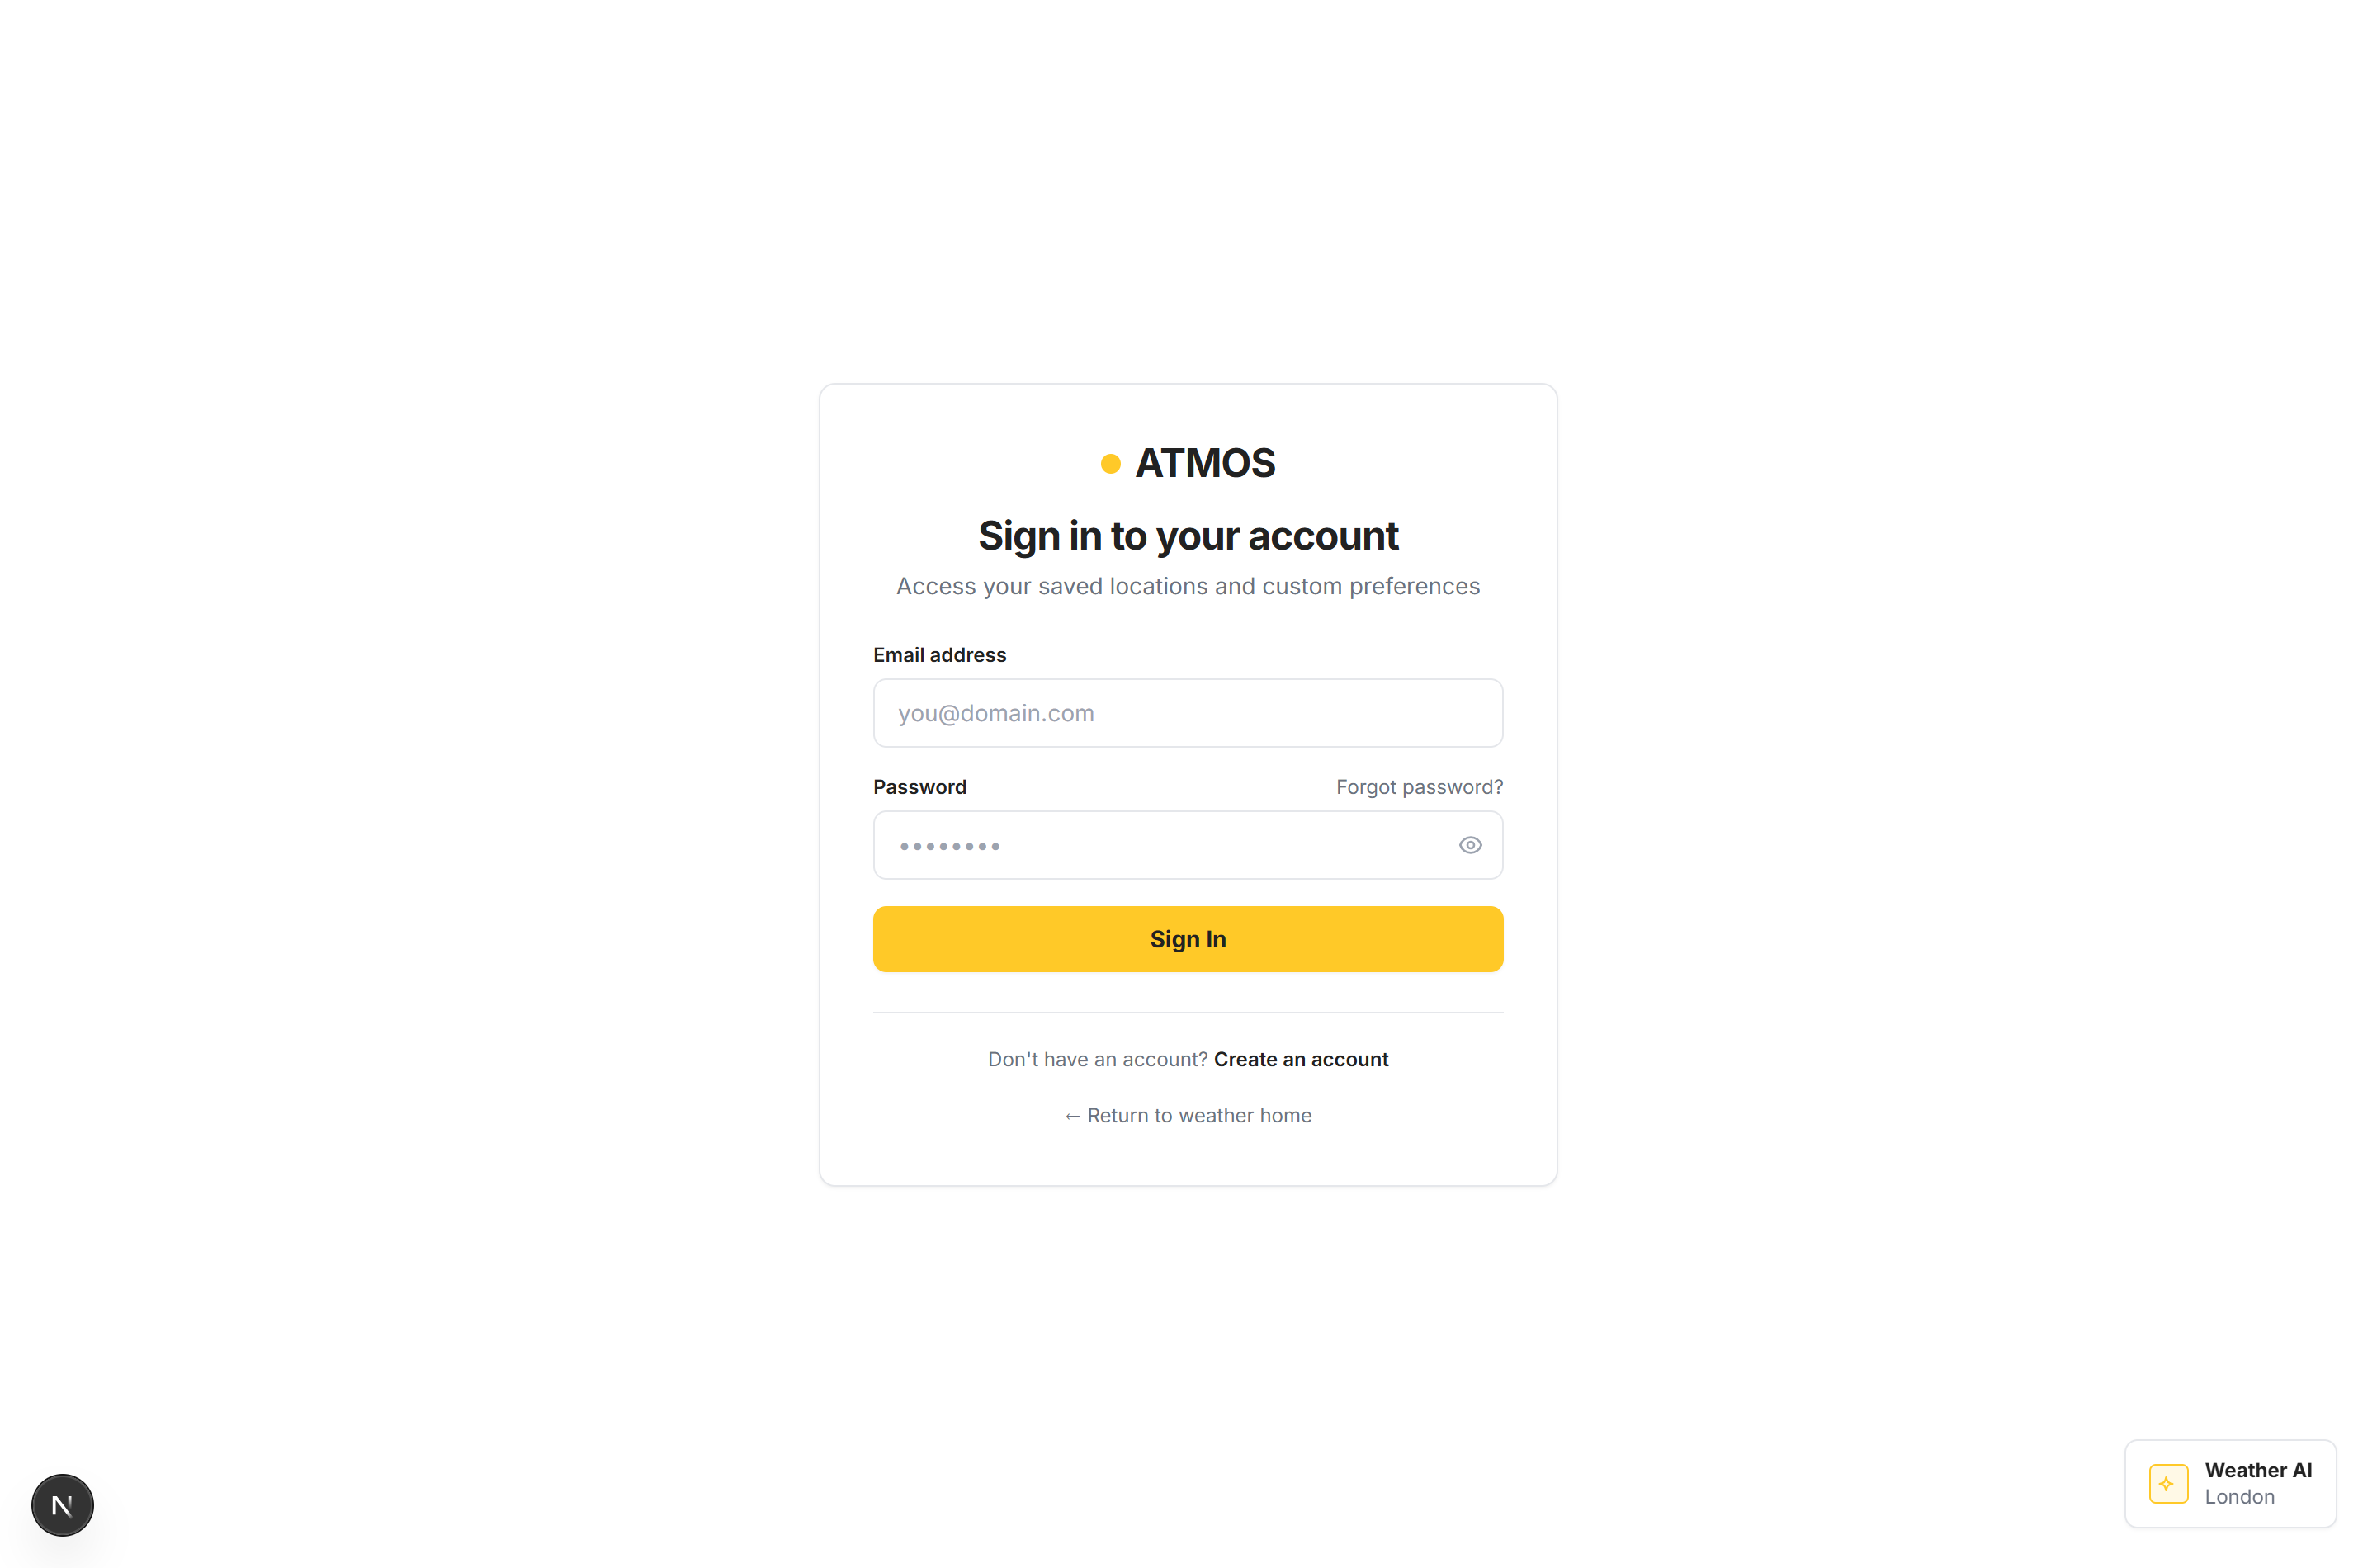 ATMOS
Sign in to your account
Access your saved locations and custom preferences
Email address
you@domain.com
Password Forgot password?
••••••••
Sign In
Don't have an account? Create an account
← Return to weather home
N
Weather AI
London